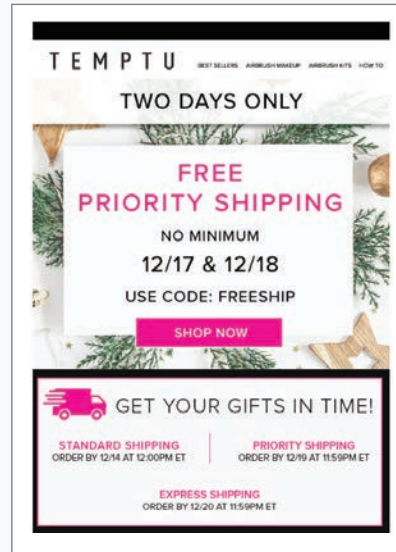 TEMPTU
BEST SELLERS AIRBRUSH MAKEUP AIRBRUSH KITS HOW TO
TWO DAYS ONLY
FREE
PRIORITY SHIPPING
NO MINIMUM
12/17 & 12/18
USE CODE: FREESHIP
SHOP NOW
GET YOUR GIFTS IN TIME!
STANDARD SHIPPING
ORDER BY 12/14 AT 12:00PM ET
PRIORITY SHIPPING
ORDER BY 12/19 AT 11:59PM ET
EXPRESS SHIPPING
ORDER BY 12/20 AT 11:59PM ET